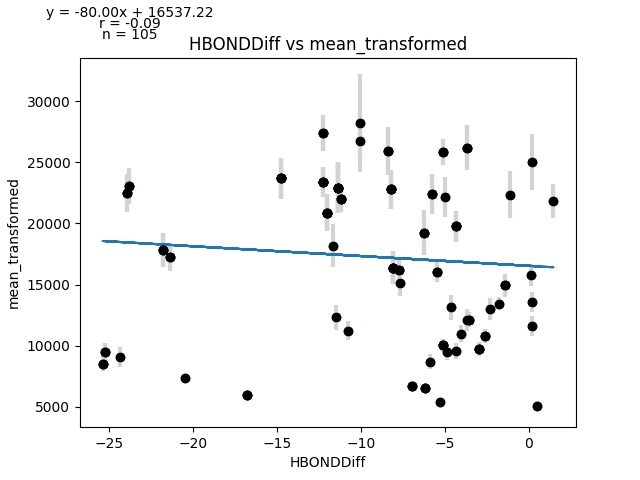 y = -80.00x + 16537.22
r = -0.09
n = 105
HBONDDiff vs mean_transformed
30000
25000
20000
15000
10000
5000
mean_transformed
−25
−20
−15
−10
−5
0
HBONDDiff